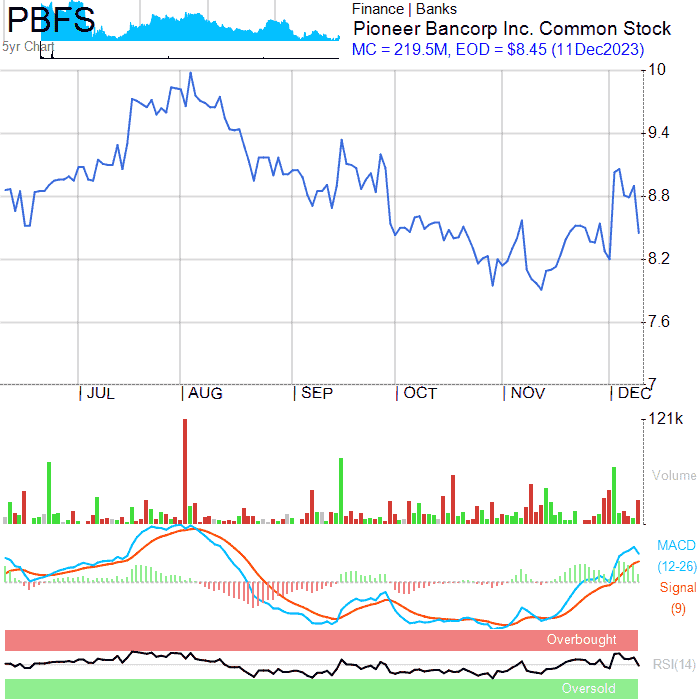 PBFS
5yr Chart
Finance | Banks
Pioneer Bancorp Inc. Common Stock
MC = 219.5M, EOD = $8.45 (11Dec2023)
10
9.4
8.8
8.2
7.6
7
JUL AUG SEP OCT NOV DEC
121k
Volume
MACD
(12-26)
Signal
(9)
Overbought
RSI(14)
Oversold